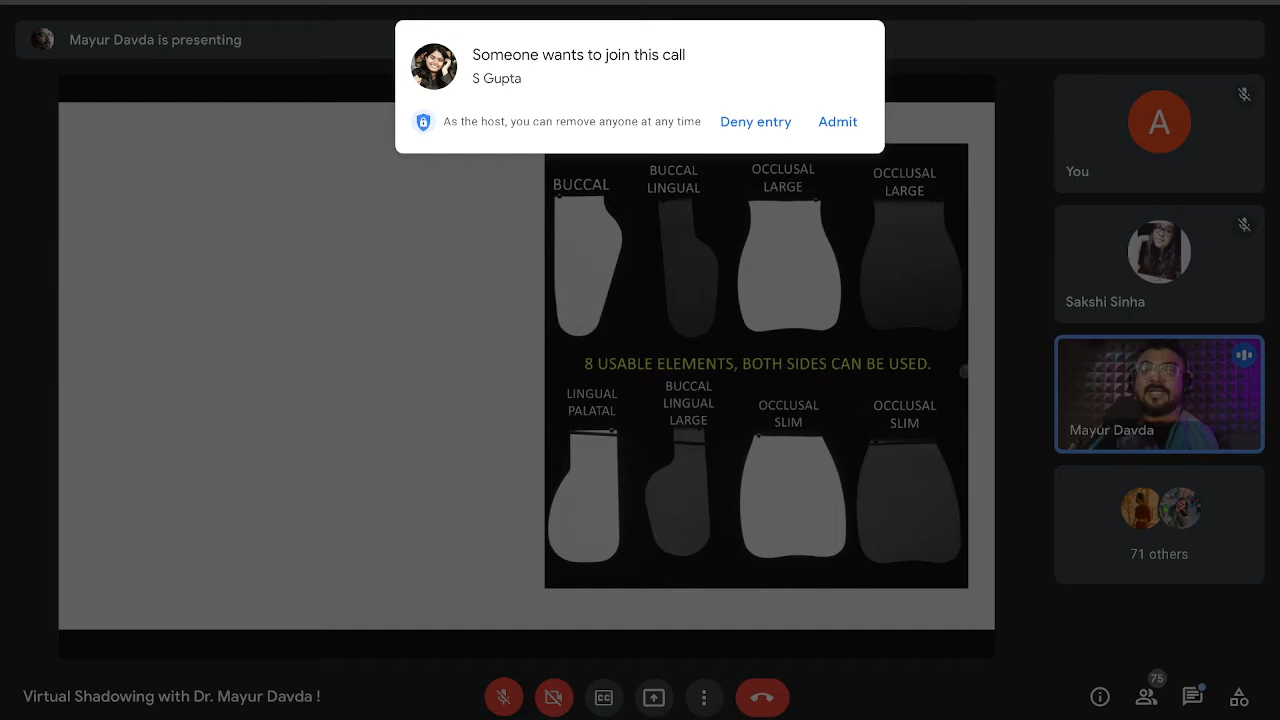 Mayur Davda is presenting
Someone wants to join this call
S Gupta
As the host, you can remove anyone at any time
Deny entry
Admit
BUCCAL
BUCCAL
LINGUAL
OCCLUSAL
LARGE
OCCLUSAL
LARGE
8 USABLE ELEMENTS, BOTH SIDES CAN BE USED.
LINGUAL
PALATAL
BUCCAL
LINGUAL
LARGE
OCCLUSAL
SLIM
OCCLUSAL
SLIM
A
You
Sakshi Sinha
Mayur Davda
71 others
Virtual Shadowing with Dr. Mayur Davda !
CC
75